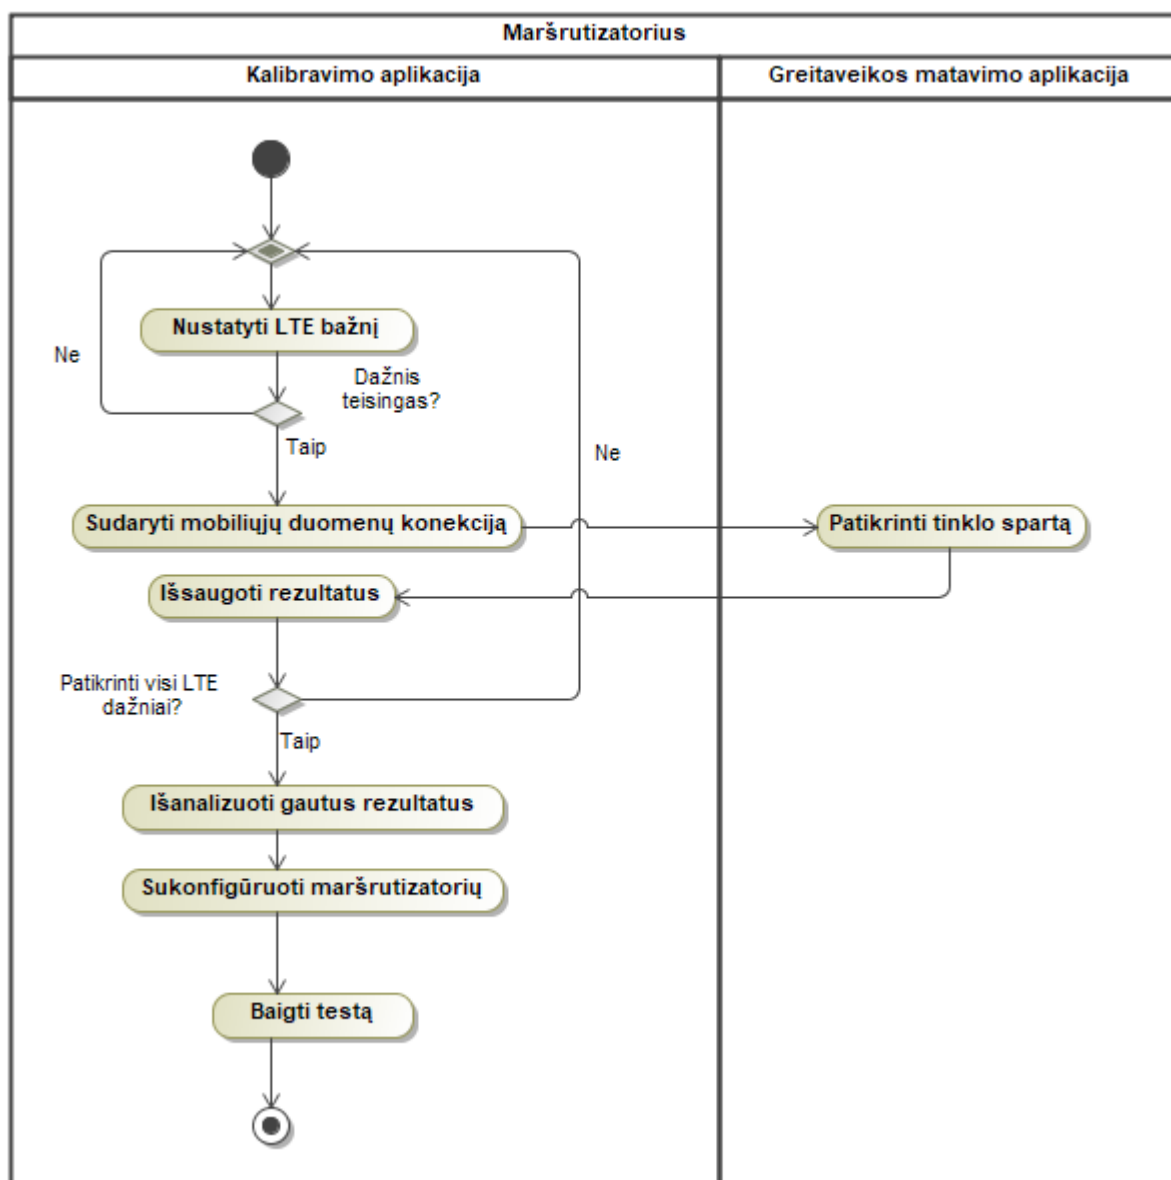 Maršrutizatorius
Kalibravimo aplikacija
Greitaveikos matavimo aplikacija
Nustatyti LTE bažnį
Ne
Dažnis
teisingas?
Taip
Ne
Sudaryti mobiliųjų duomenų konekciją
Patikrinti tinklo spartą
Išsaugoti rezultatus
Patikrinti visi LTE
dažniai?
Taip
Išanalizuoti gautus rezultatus
Sukonfigūruoti maršrutizatorių
Baigti testą